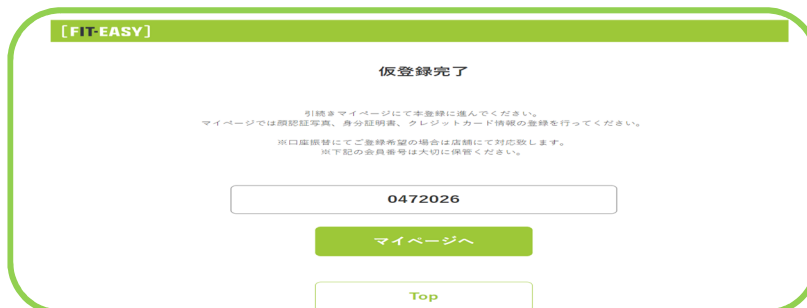 [FIT-EASY]
仮登録完了
引続きマイページにて本登録に進んでください。
マイページでは顔認証写真、身分証明書、クレジットカード情報の登録を行ってください。
※口座振替にてご登録希望の場合は店舗にて対応致します。
※下記の会員番号は大切に保管ください。
0472026
マイページへ
Top